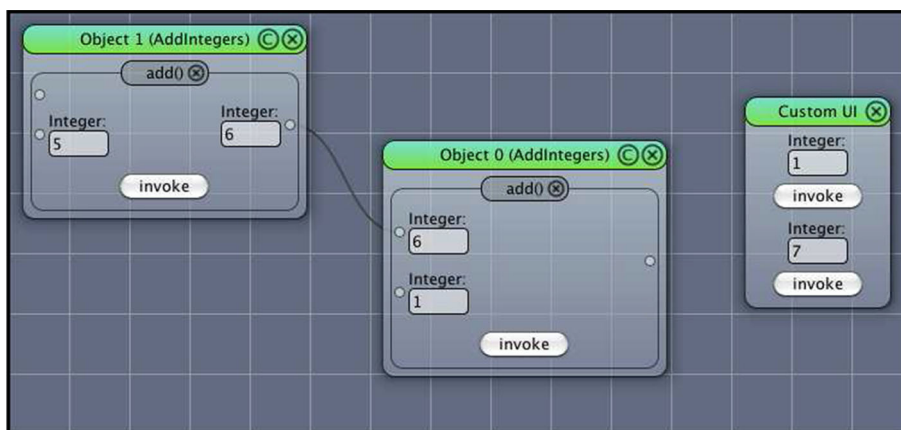 Object 1 (AddIntegers) C
add()
Integer:
5
Integer:
6
invoke
Object 0 (AddIntegers) C
add()
Integer:
6
Integer:
1
invoke
Custom UI
Integer:
1
invoke
Integer:
7
invoke